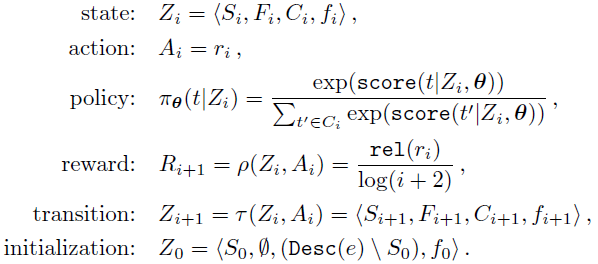 state: Z_i = ⟨S_i, F_i, C_i, f_i⟩ ,
action: A_i = r_i ,
policy: π_θ(t|Z_i) = exp(score(t|Z_i, θ)) / ∑_{t′∈C_i} exp(score(t′|Z_i, θ)) ,
reward: R_{i+1} = ρ(Z_i, A_i) = rel(r_i) / log(i + 2) ,
transition: Z_{i+1} = τ(Z_i, A_i) = ⟨S_{i+1}, F_{i+1}, C_{i+1}, f_{i+1}⟩ ,
initialization: Z_0 = ⟨S_0, ∅, (Desc(e) \ S_0), f_0⟩ .